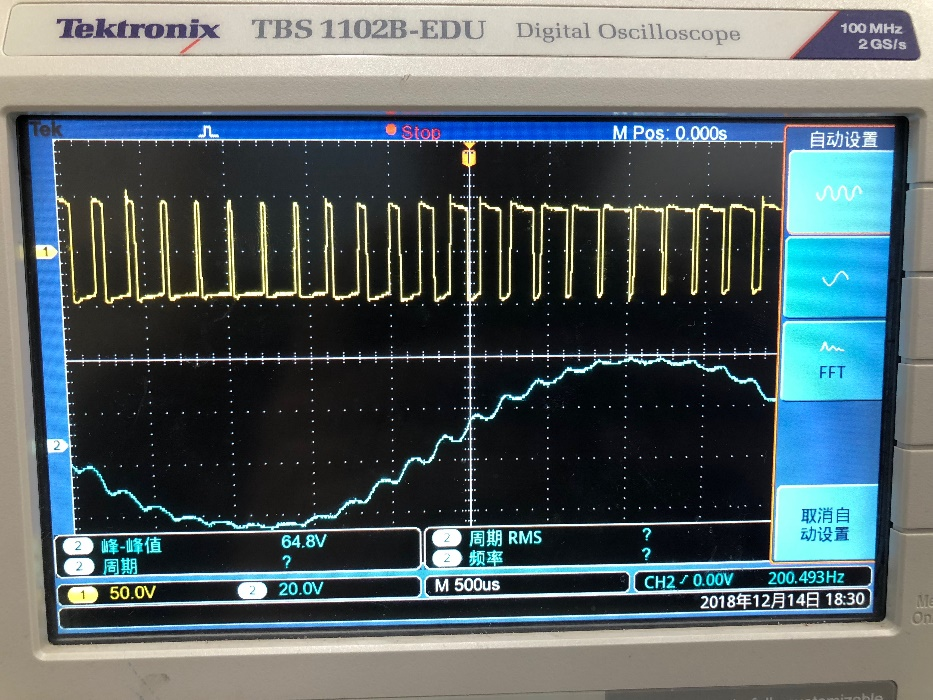 Tektronix TBS 1102B-EDU Digital Oscilloscope 100 MHz
2 GS/s
Tek Stop M Pos: 0.000s 自动设置
T
1
FFT
2
取消自
动设置
2 峰-峰值 64.8V 2 周期 RMS ?
2 周期 ? 2 频率 ?
1 50.0V 2 20.0V M 500us CH2 / 0.00V 200.493Hz
2018年12月14日 18:30